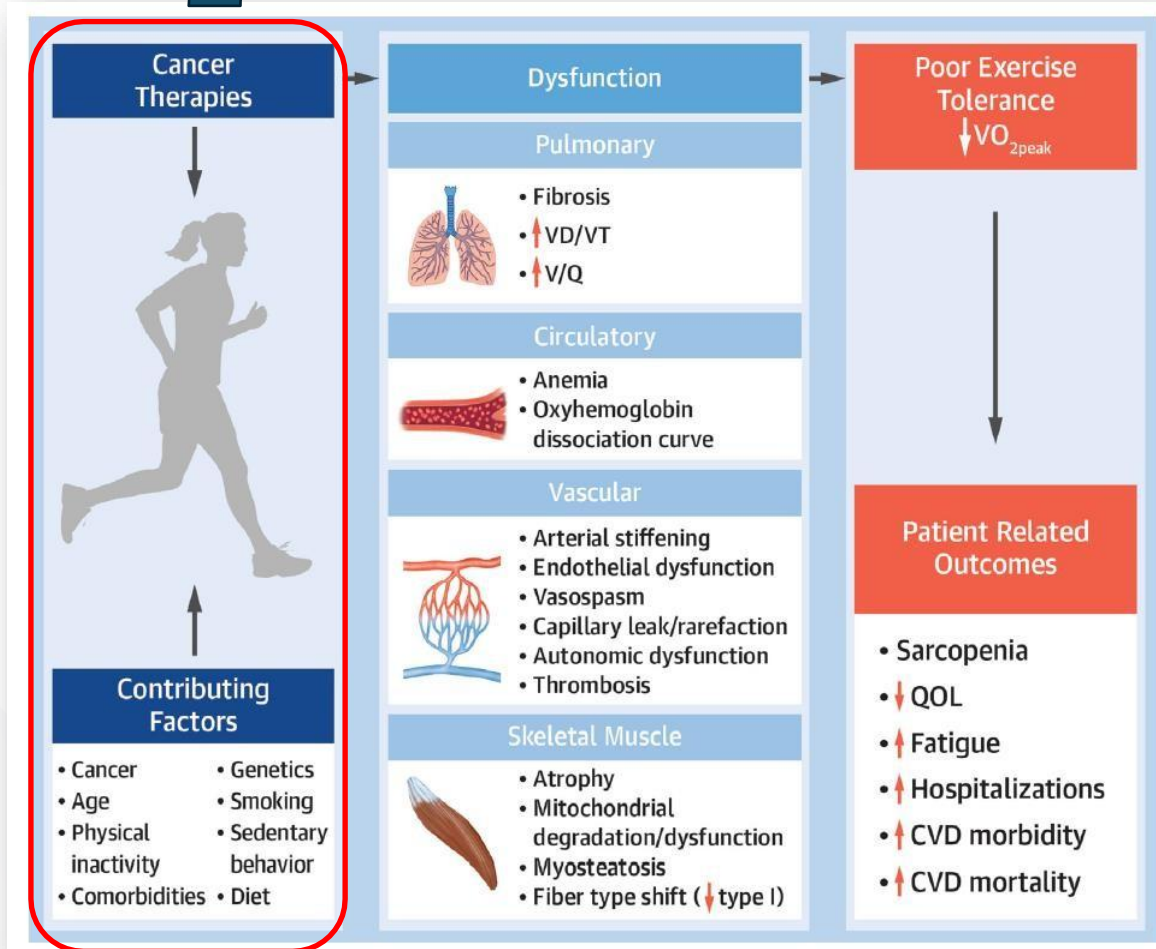 Cancer
Therapies
Contributing
Factors
• Cancer
• Age
• Physical
inactivity
• Comorbidities
• Genetics
• Smoking
• Sedentary
behavior
• Diet
Dysfunction
Pulmonary
• Fibrosis
• ↑VD/VT
• ↑V/Q
Circulatory
• Anemia
• Oxyhemoglobin
dissociation curve
Vascular
• Arterial stiffening
• Endothelial dysfunction
• Vasospasm
• Capillary leak/rarefaction
• Autonomic dysfunction
• Thrombosis
Skeletal Muscle
• Atrophy
• Mitochondrial
degradation/dysfunction
• Myosteatosis
• Fiber type shift (↓type I)
Poor Exercise
Tolerance
↓VO2peak
Patient Related
Outcomes
• Sarcopenia
• ↓QOL
• ↑Fatigue
• ↑Hospitalizations
• ↑CVD morbidity
• ↑CVD mortality